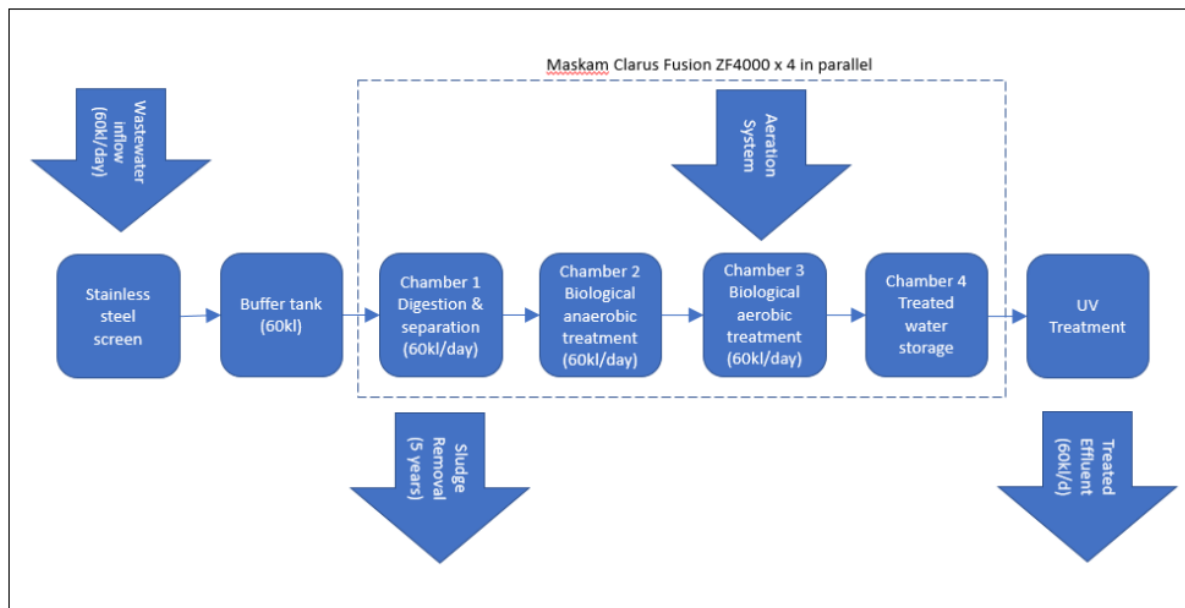 Maskam Clarus Fusion ZF4000 x 4 in parallel
Wastewater
inflow
(60kl/day)
Aeration
System
Stainless
steel
screen
Buffer tank
(60kl)
Chamber 1
Digestion &
separation
(60kl/day)
Chamber 2
Biological
anaerobic
treatment
(60kl/day)
Chamber 3
Biological
aerobic
treatment
(60kl/day)
Chamber 4
Treated
water
storage
UV
Treatment
Sludge
Removal
(5 years)
Treated
Effluent
(60kl/d)